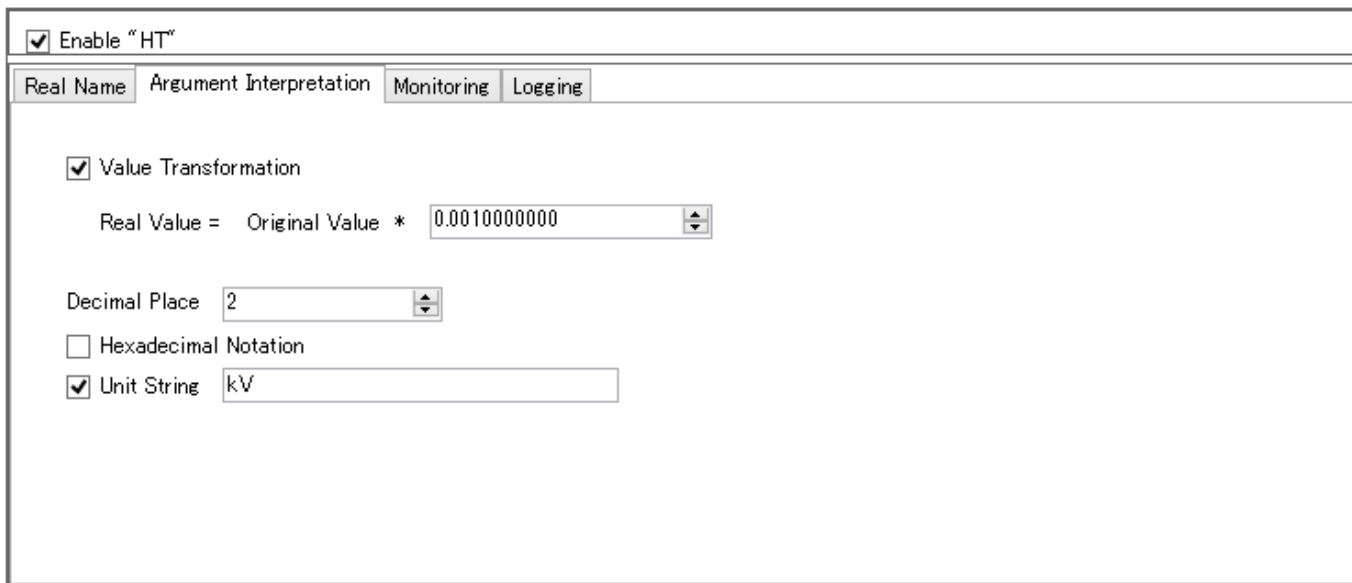 Enable "HT"
Real Name Argument Interpretation Monitoring Logging
Value Transformation
Real Value = Original Value * 0.0010000000
Decimal Place 2
Hexadecimal Notation
Unit String kV